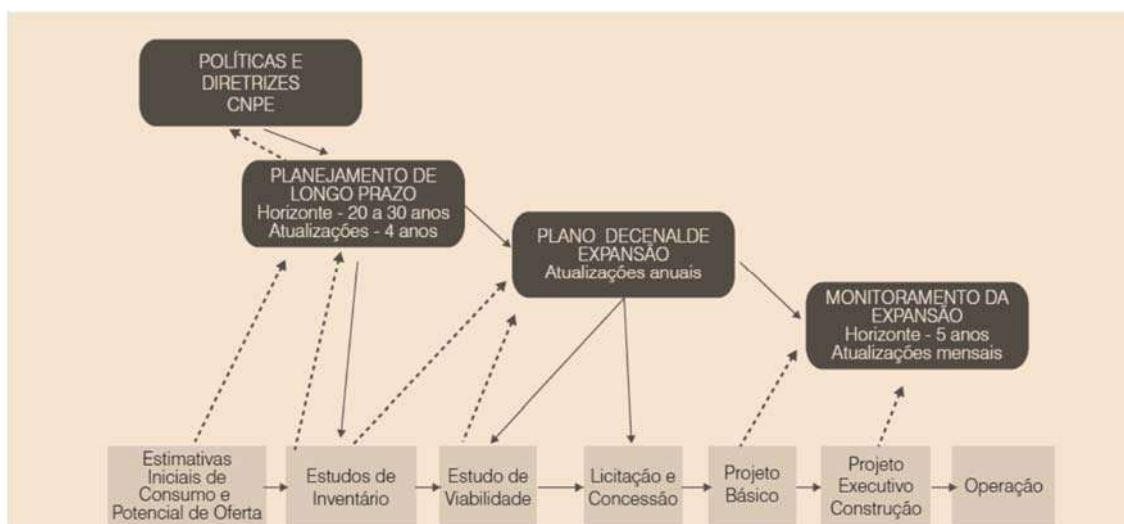 POLÍTICAS E
DIRETRIZES
CNPE
PLANEJAMENTO DE
LONGO PRAZO
Horizonte - 20 a 30 anos
Atualizações - 4 anos
PLANO DECENALDE
EXPANSÃO
Atualizações anuais
MONITORAMENTO DA
EXPANSÃO
Horizonte - 5 anos
Atualizações mensais
Estimativas
Iniciais de
Consumo e
Potencial de Oferta
Estudos de
Inventário
Estudo de
Viabilidade
Licitação e
Concessão
Projeto
Básico
Projeto
Executivo
Construção
Operação